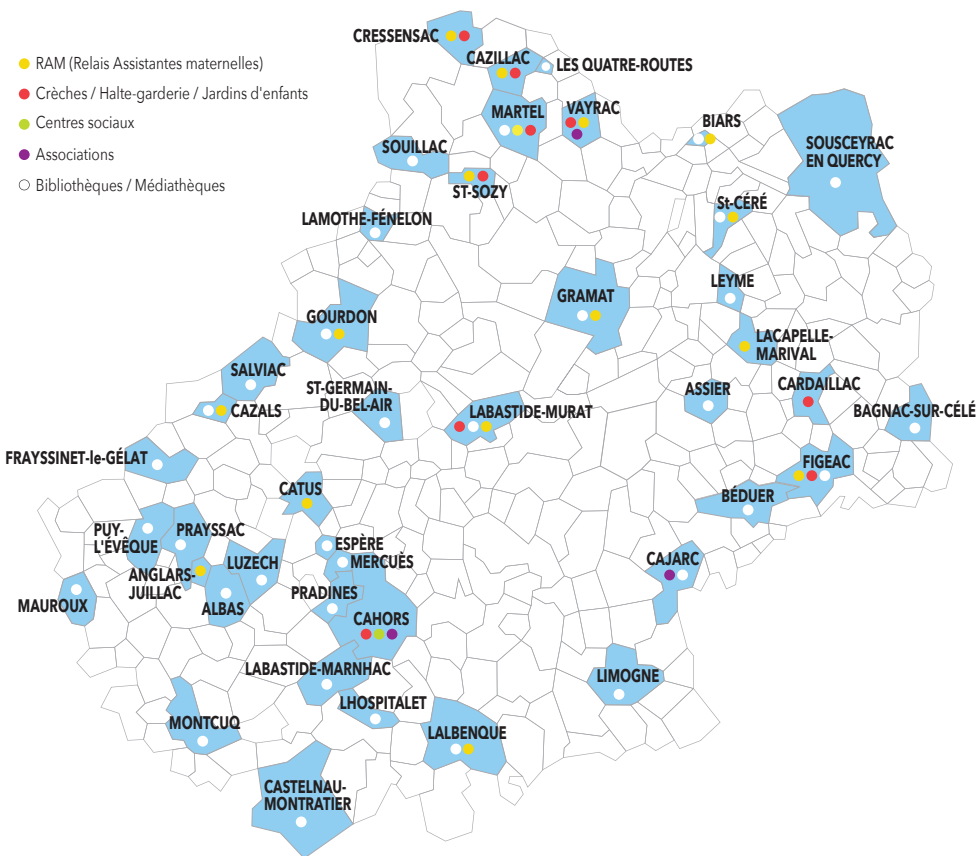 RAM (Relais Assistantes maternelles)
Crèches / Halte-garderie / Jardins d'enfants
Centres sociaux
Associations
Bibliothèques / Médiathèques
CRESSENSAC
CAZILLAC
LES QUATRE-ROUTES
MARTEL
VAYRAC
BIARS
SOUSCEYRAC
EN QUERCY
SOUILLAC
ST-SOZY
St-CÉRÉ
LAMOTHE-FÉNELON
LEYME
GRAMAT
GOURDON
LACAPELLE-
MARIVAL
SALVIAC
ST-GERMAIN-
DU-BEL-AIR
ASSIER
CARDAILLAC
CAZALS
LABASTIDE-MURAT
BAGNAC-SUR-CÉLÉ
FRAYSSINET-le-GÉLAT
FIGEAC
CATUS
BÉDUER
PUY-
L'ÉVÊQUE
PRAYSSAC
ESPÈRE
MERCUÈS
CAJARC
LUZECH
ANGLARS-
JUILLAC
PRADINES
MAUROUX
ALBAS
CAHORS
LABASTIDE-MARNHAC
LIMOGNE
LHOSPITALET
MONTCUQ
LALBENQUE
CASTELNAU-
MONTRATIER